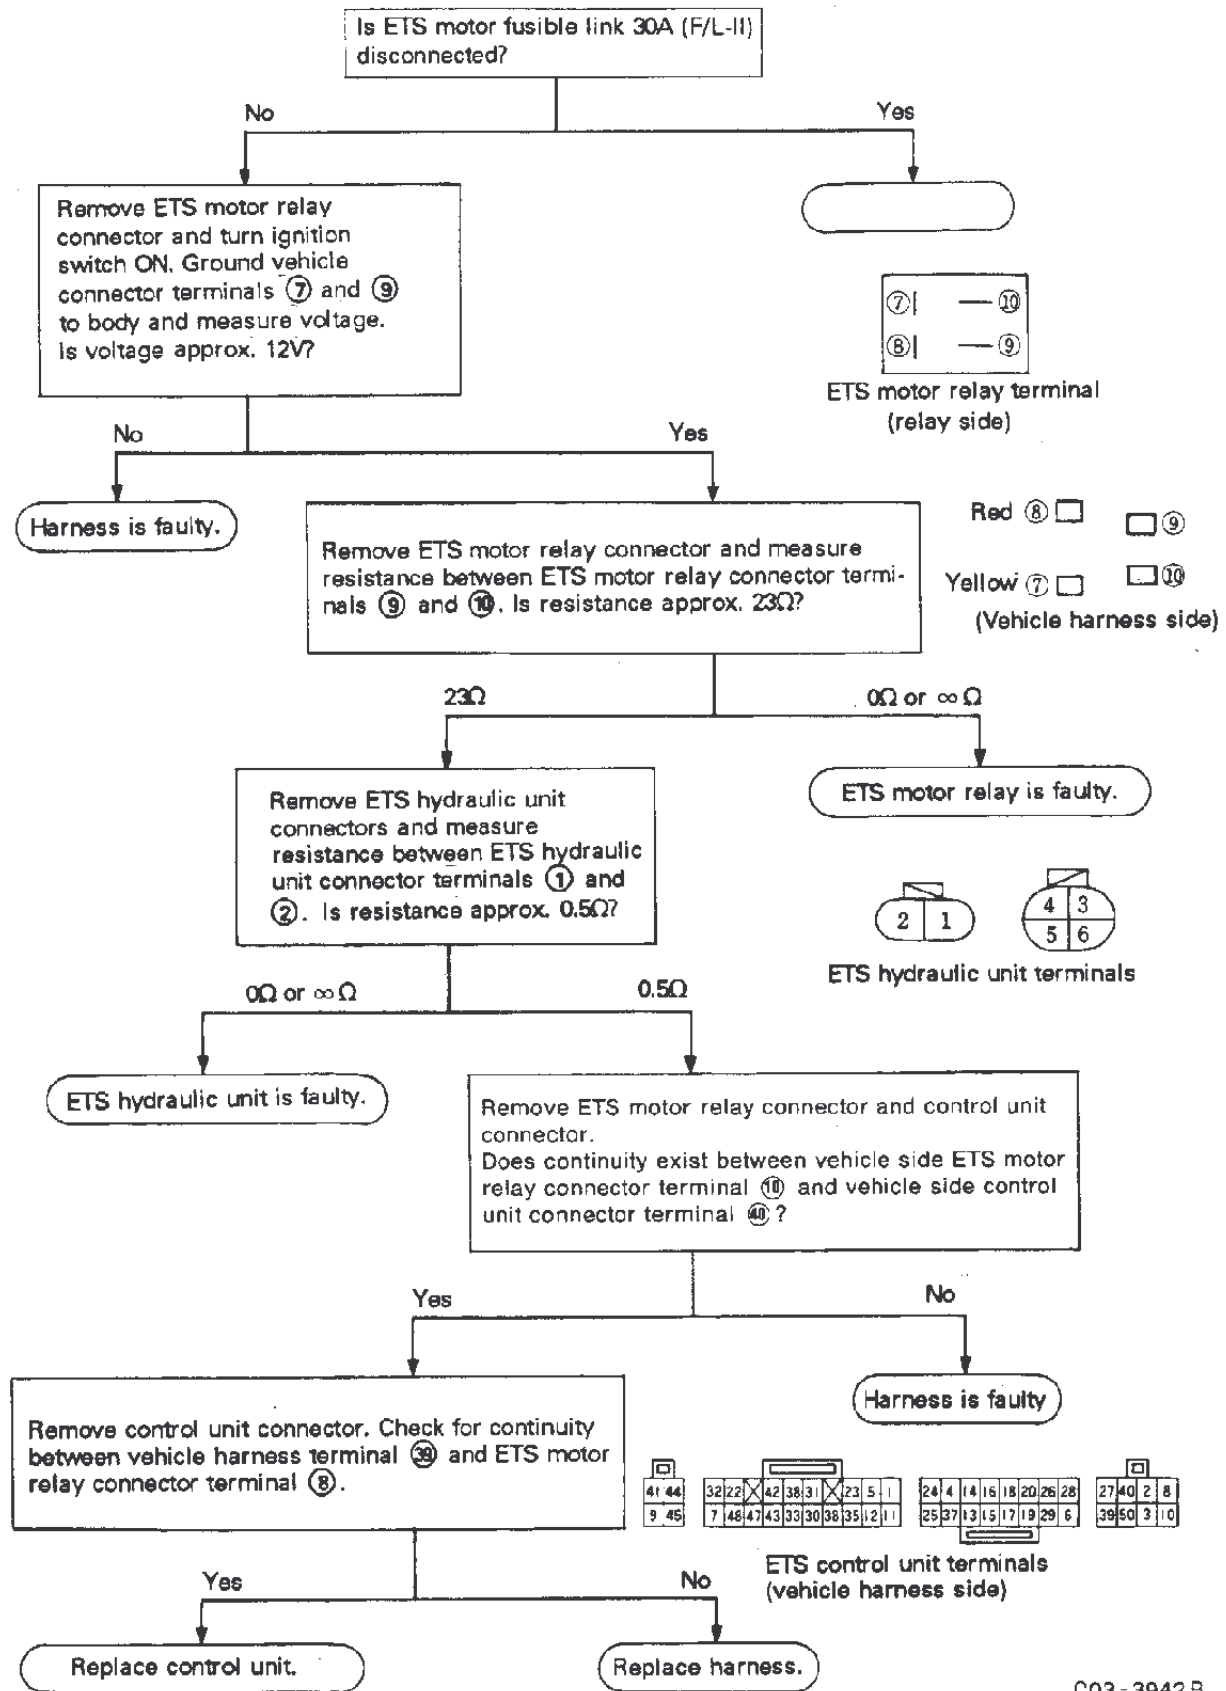 Is ETS motor fusible link 30A (F/L-II)
disconnected?
No
Yes
Remove ETS motor relay
connector and turn ignition
switch ON. Ground vehicle
connector terminals ⑦ and ⑨
to body and measure voltage.
Is voltage approx. 12V?
⑦ ⑩
⑧ ⑨
ETS motor relay terminal
(relay side)
No
Yes
Harness is faulty.
Remove ETS motor relay connector and measure
resistance between ETS motor relay connector termi-
nals ⑨ and ⑩. Is resistance approx. 23Ω?
Red ⑧ ⑨
Yellow ⑦ ⑩
(Vehicle harness side)
23Ω
0Ω or ∞ Ω
Remove ETS hydraulic unit
connectors and measure
resistance between ETS hydraulic
unit connector terminals ① and
②. Is resistance approx. 0.5Ω?
ETS motor relay is faulty.
2 1
4 3
5 6
ETS hydraulic unit terminals
0Ω or ∞ Ω
0.5Ω
ETS hydraulic unit is faulty.
Remove ETS motor relay connector and control unit
connector.
Does continuity exist between vehicle side ETS motor
relay connector terminal ⑩ and vehicle side control
unit connector terminal ㊵?
Yes
No
Harness is faulty
Remove control unit connector. Check for continuity
between vehicle harness terminal ㊴ and ETS motor
relay connector terminal ⑧.
41 44 32 22 42 38 31 23 5 1 24 4 14 16 18 20 26 28 27 40 2 8
9 45 7 48 47 43 33 30 38 35 12 11 25 37 13 15 17 19 29 6 39 50 3 10
ETS control unit terminals
(vehicle harness side)
Yes
No
Replace control unit.
Replace harness.
C03-3942B